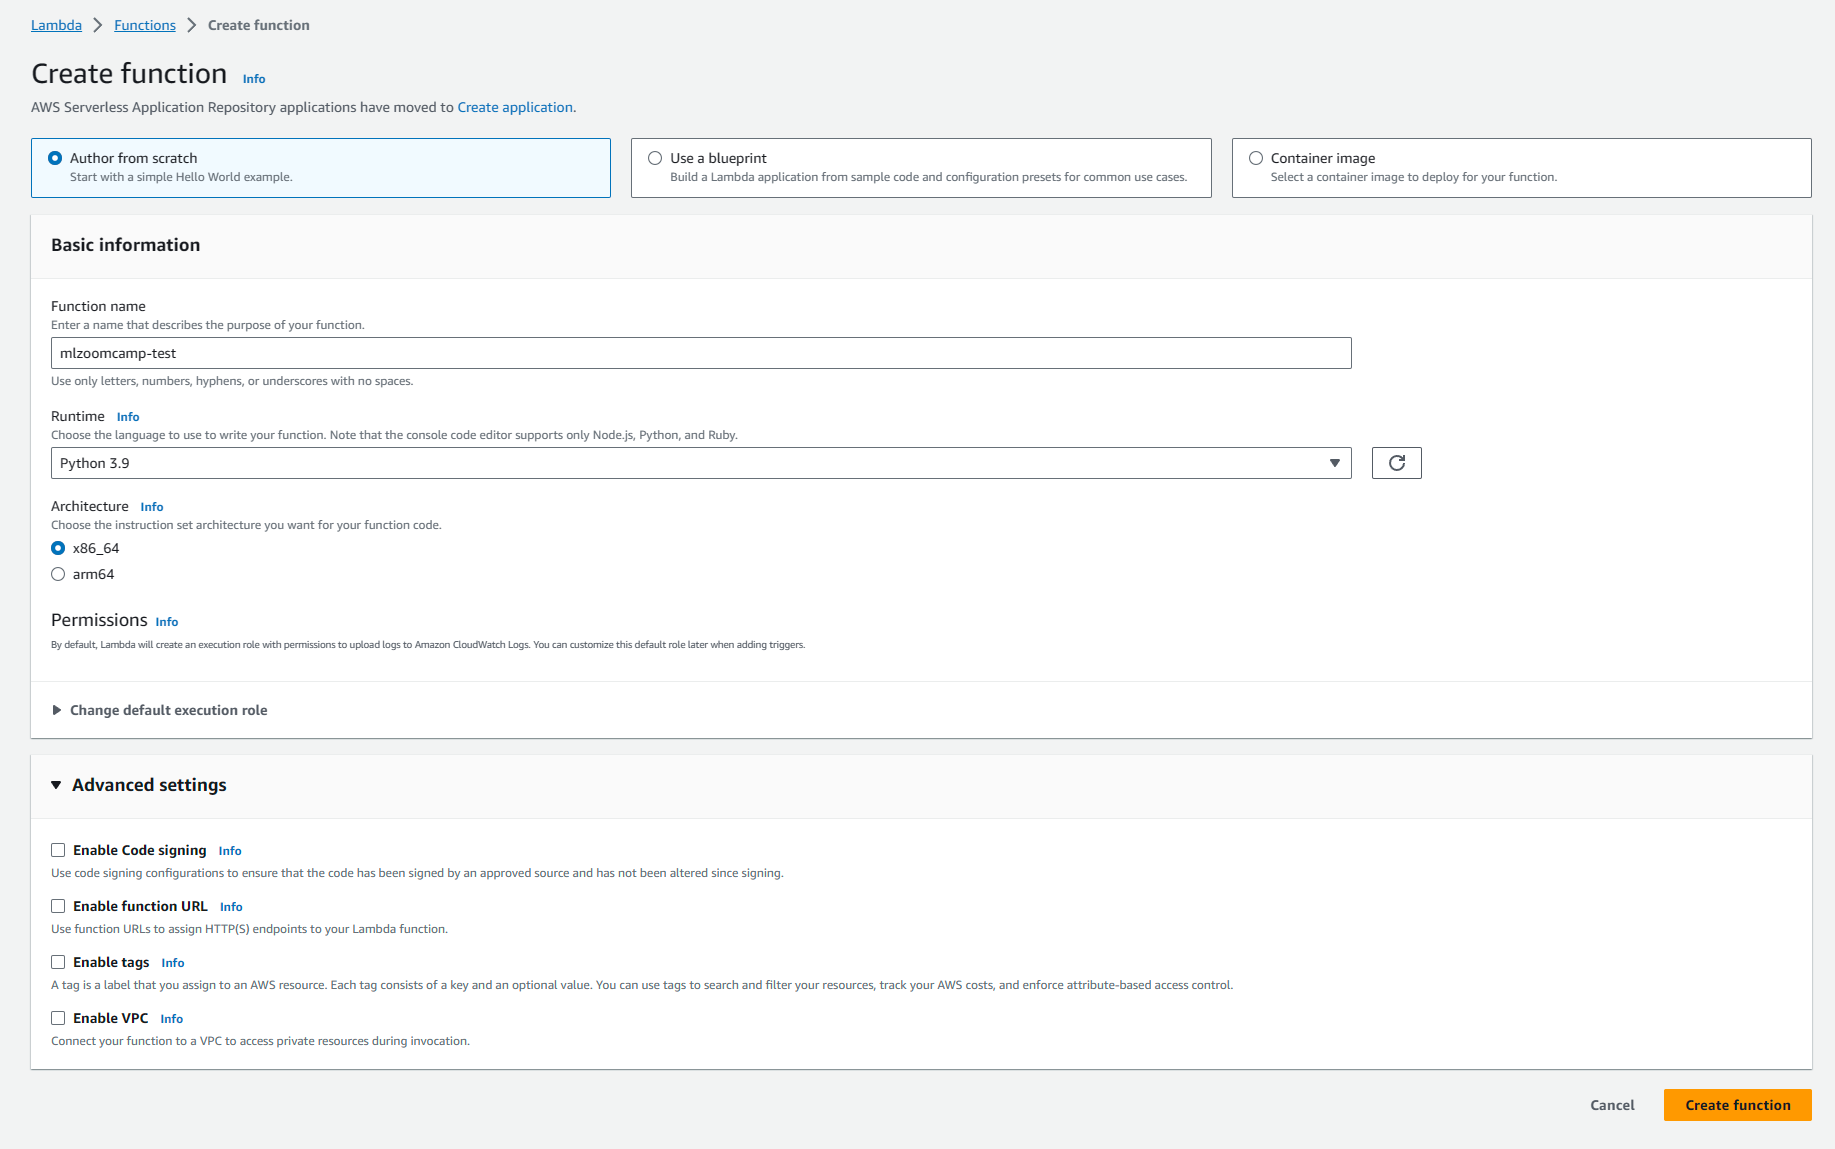 Lambda > Functions > Create function
Create function Info
AWS Serverless Application Repository applications have moved to Create application.
Author from scratch
Start with a simple Hello World example.
Use a blueprint
Build a Lambda application from sample code and configuration presets for common use cases.
Container image
Select a container image to deploy for your function.
Basic information
Function name
Enter a name that describes the purpose of your function.
mlzoomcamp-test
Use only letters, numbers, hyphens, or underscores with no spaces.
Runtime Info
Choose the language to use to write your function. Note that the console code editor supports only Node.js, Python, and Ruby.
Python 3.9
Architecture Info
Choose the instruction set architecture you want for your function code.
x86_64
arm64
Permissions Info
By default, Lambda will create an execution role with permissions to upload logs to Amazon CloudWatch Logs. You can customize this default role later when adding triggers.
Change default execution role
Advanced settings
Enable Code signing Info
Use code signing configurations to ensure that the code has been signed by an approved source and has not been altered since signing.
Enable function URL Info
Use function URLs to assign HTTP(S) endpoints to your Lambda function.
Enable tags Info
A tag is a label that you assign to an AWS resource. Each tag consists of a key and an optional value. You can use tags to search and filter your resources, track your AWS costs, and enforce attribute-based access control.
Enable VPC Info
Connect your function to a VPC to access private resources during invocation.
Cancel Create function